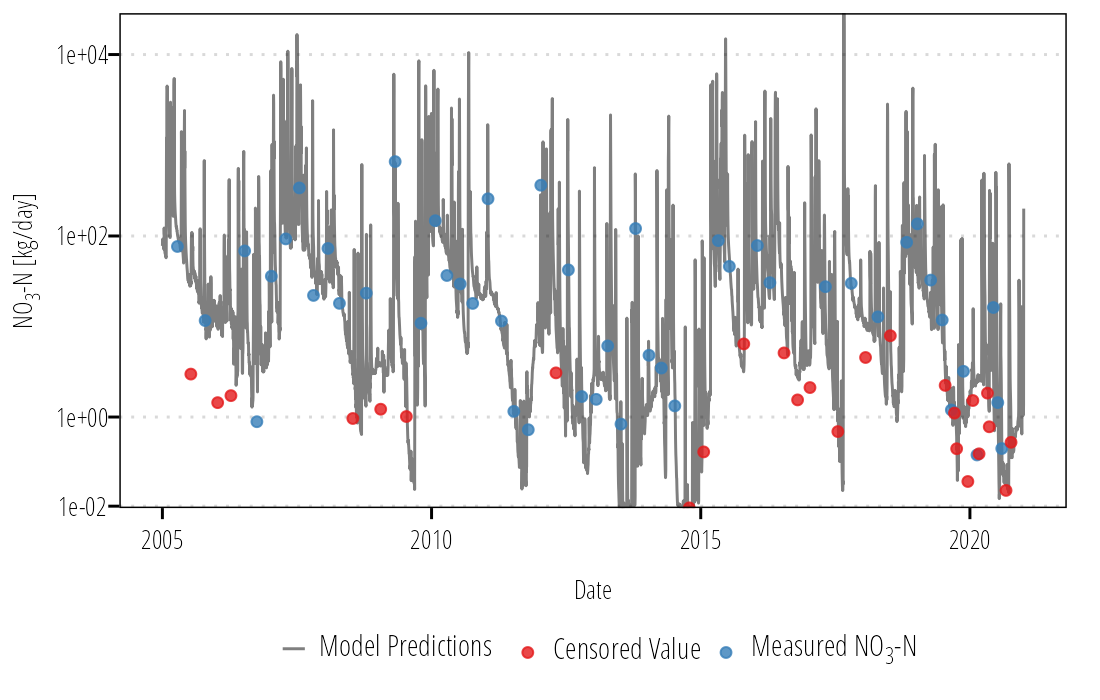 1e+04
1e+02
1e+00
1e-02
NO3-N [kg/day]
2005 2010 2015 2020
Date
Model Predictions Censored Value Measured NO3-N